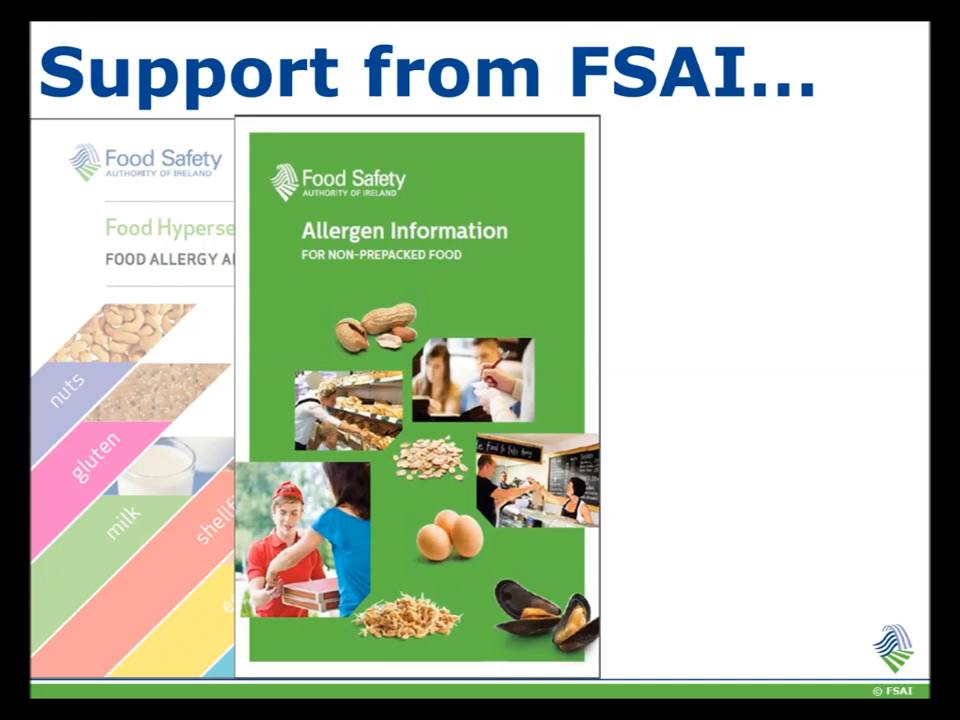 Support from FSAI...
Food Safety
AUTHORITY OF IRELAND
Food Hyperse
FOOD ALLERGY A
nuts
gluten
milk
shellf
Food Safety
AUTHORITY OF IRELAND
Allergen Information
FOR NON-PREPACKED FOOD
© FSAI